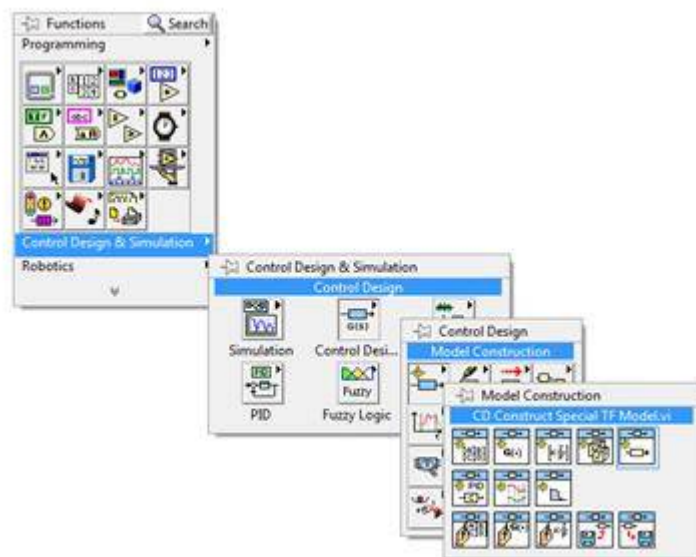 Functions Search
Programming
Control Design & Simulation
Robotics
Control Design & Simulation
Control Design
G(s)
Simulation Control Desi...
Fuzzy
PID Fuzzy Logic
Control Design
Model Construction
Model Construction
CD Construct Special TF Model.vi
PID